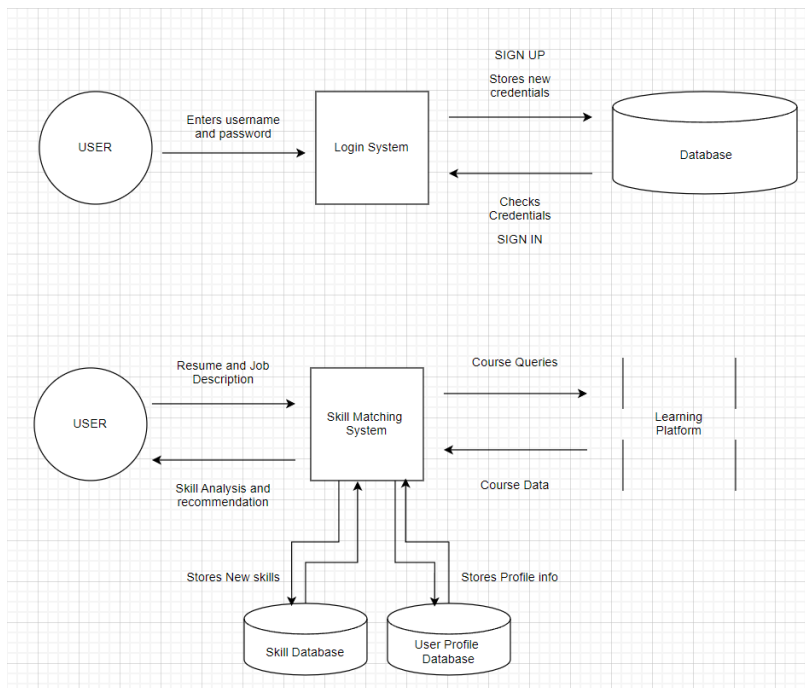 SIGN UP
Stores new
credentials
Enters username
and password
USER
Login System
Database
Checks
Credentials
SIGN IN
Resume and Job
Description
Course Queries
USER
Skill Matching
System
Learning
Platform
Skill Analysis and
recommendation
Course Data
Stores New skills
Stores Profile info
Skill Database
User Profile
Database